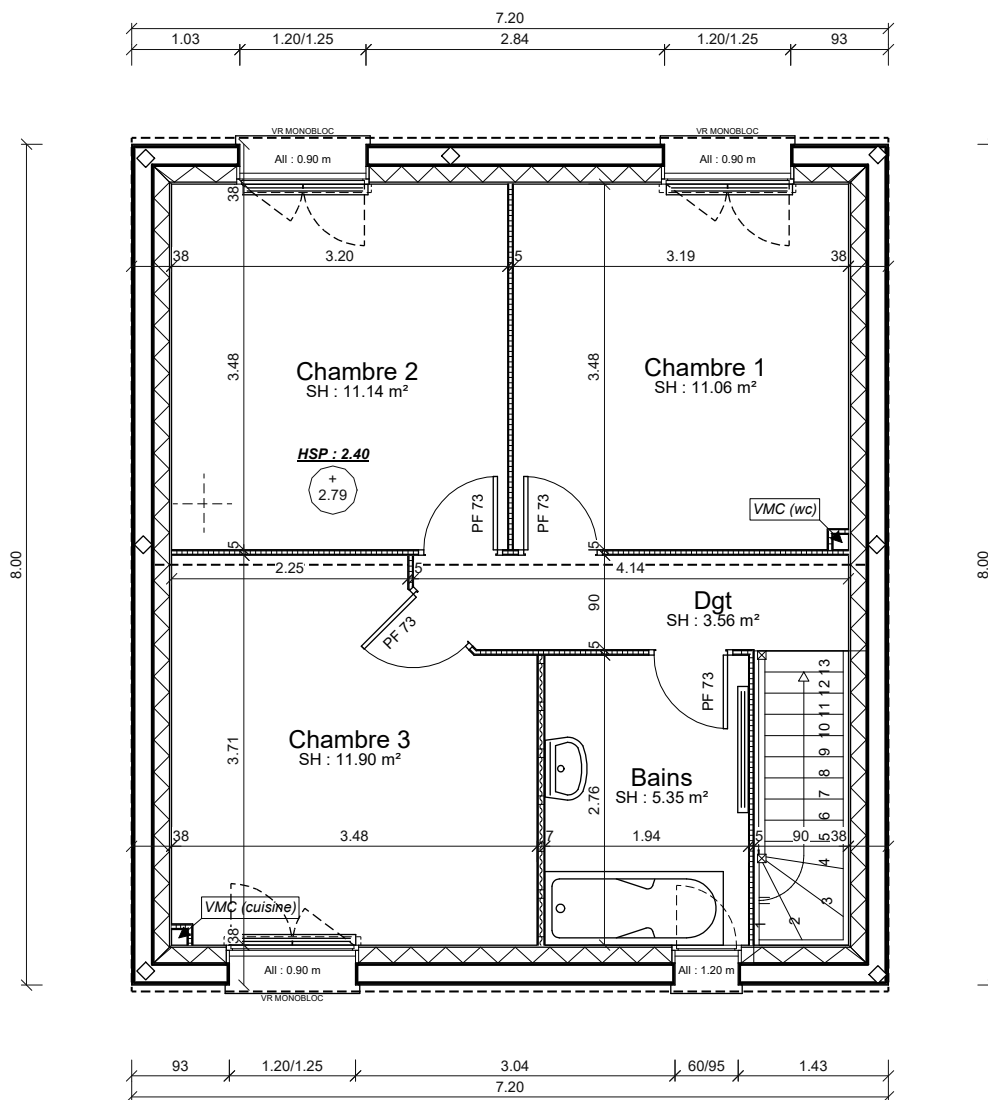 7.20
1.03 1.20/1.25 2.84 1.20/1.25 93
VR MONOBLOC VR MONOBLOC
All : 0.90 m All : 0.90 m
38
38 3.20 5 3.19 38
3.48 3.48
Chambre 2
SH : 11.14 m²
Chambre 1
SH : 11.06 m²
HSP : 2.40
+
2.79
PF 73 PF 73
VMC (wc)
5 5
8.00 8.00
2.25 5 4.14
90
Dgt
SH : 3.56 m²
PF 73
5
PF 73
13
12
11
10
9
8
7
6
5
4
3
2
1
3.71
Chambre 3
SH : 11.90 m²
Bains
SH : 5.35 m²
2.76
38 3.48 7 1.94 5 90 38
VMC (cuisine)
38
All : 0.90 m All : 1.20 m
VR MONOBLOC
93 1.20/1.25 3.04 60/95 1.43
7.20